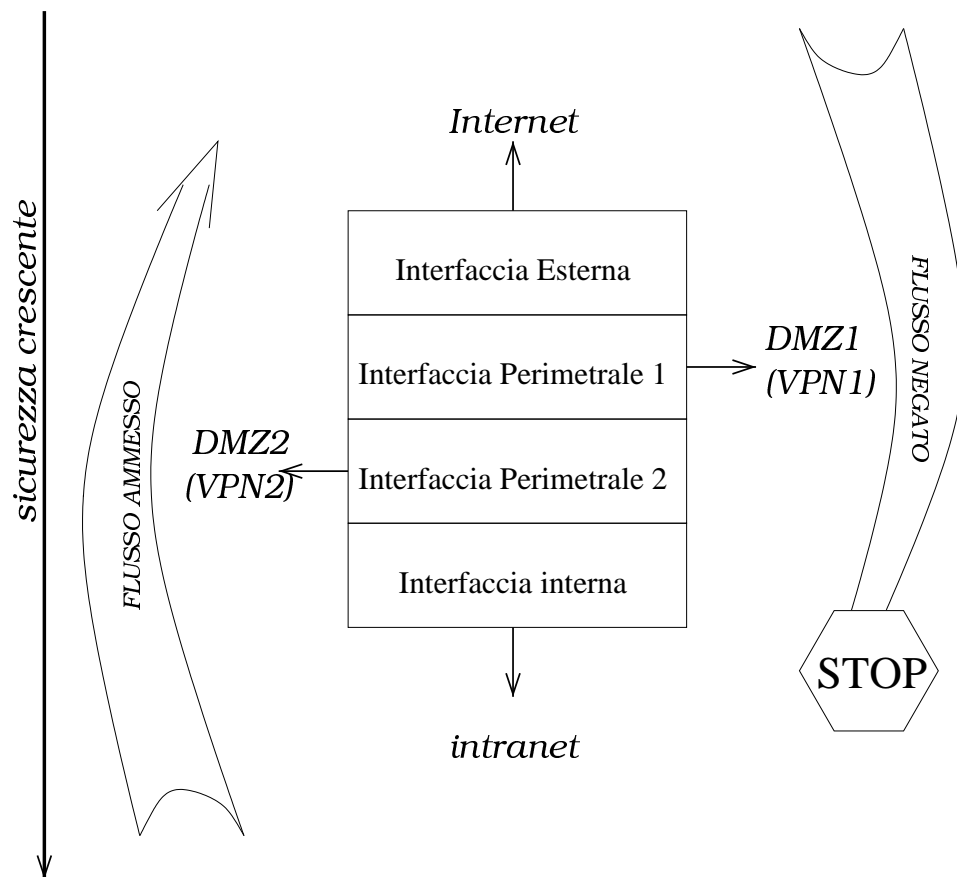 sicurezza crescente
FLUSSO AMMESSO
Internet
Interfaccia Esterna
Interfaccia Perimetrale 1
DMZ1
(VPN1)
DMZ2
(VPN2)
Interfaccia Perimetrale 2
Interfaccia interna
intranet
FLUSSO NEGATO
STOP